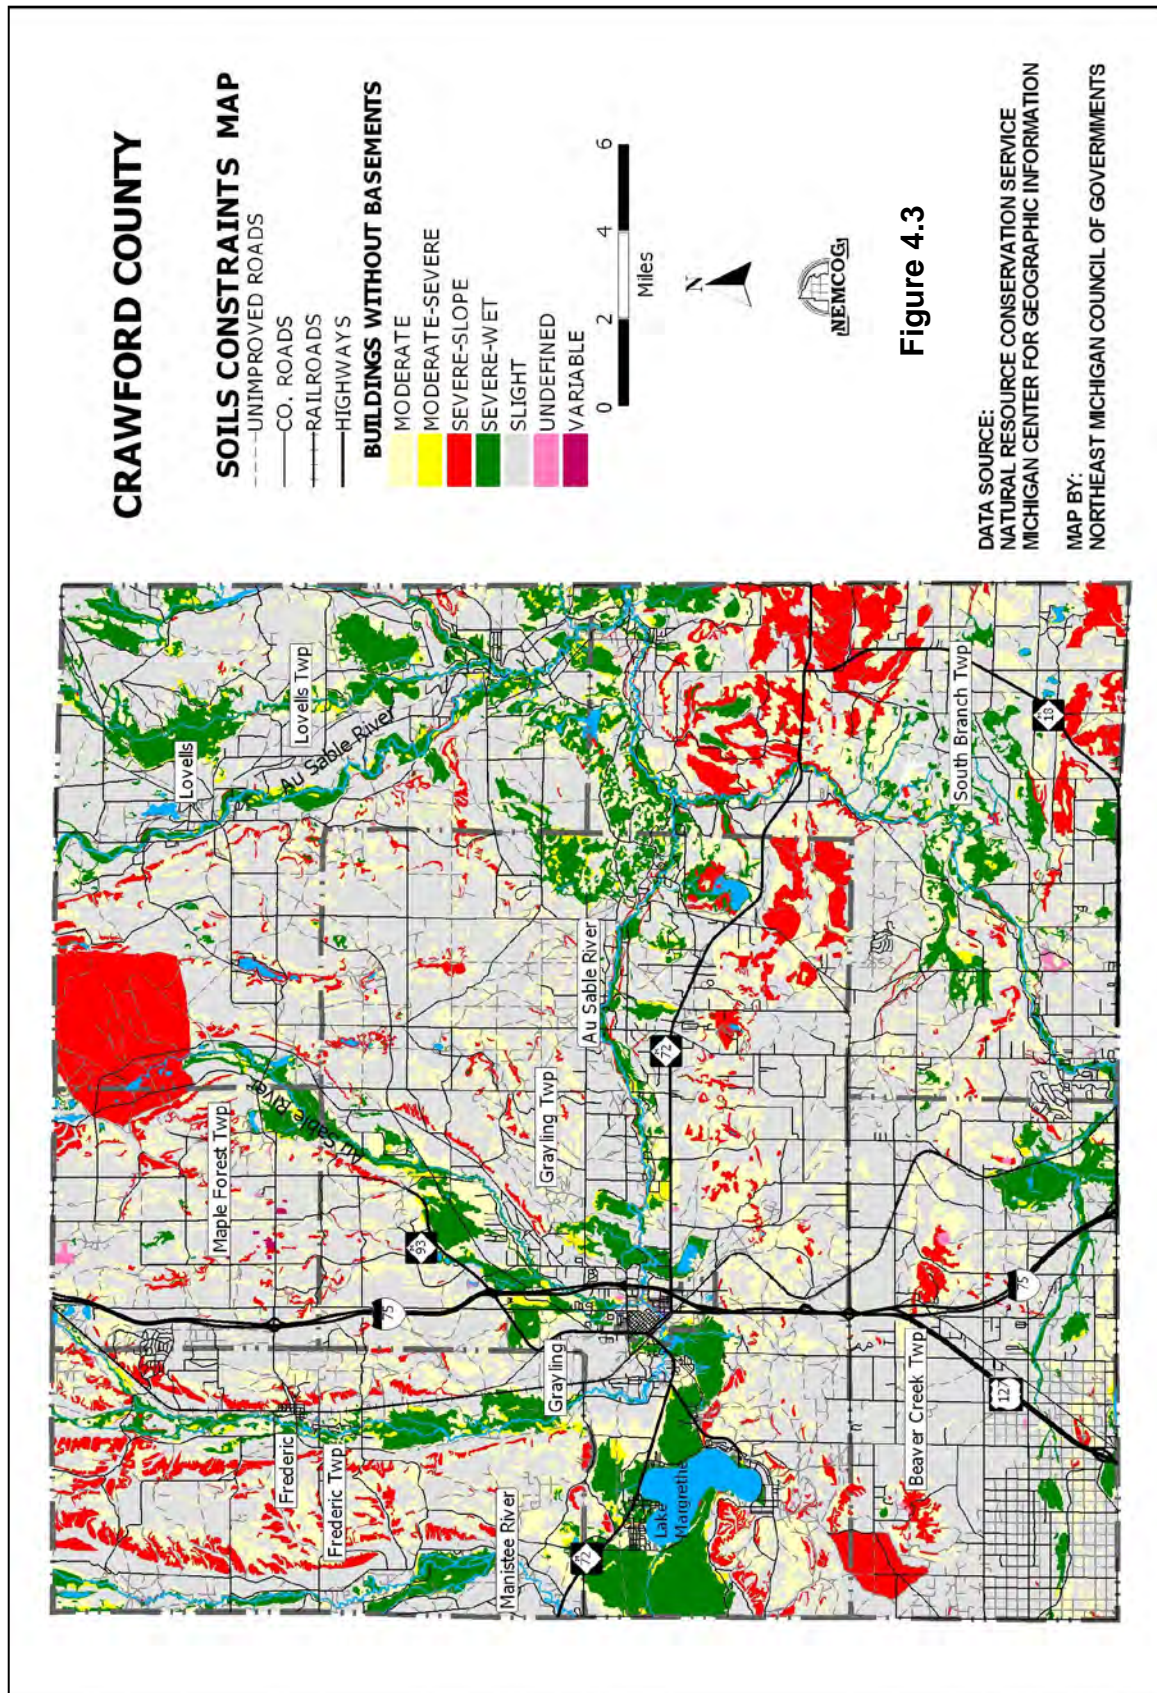 CRAWFORD COUNTY
SOILS CONSTRAINTS MAP
UNIMPROVED ROADS
CO. ROADS
RAILROADS
HIGHWAYS
BUILDINGS WITHOUT BASEMENTS
MODERATE
MODERATE-SEVERE
SEVERE-SLOPE
SEVERE-WET
SLIGHT
UNDEFINED
VARIABLE
0 2 4 6
Miles
N
NEMCOG
Figure 4.3
DATA SOURCE:
NATURAL RESOURCE CONSERVATION SERVICE
MICHIGAN CENTER FOR GEOGRAPHIC INFORMATION
MAP BY:
NORTHEAST MICHIGAN COUNCIL OF GOVERNMENTS
Lovells
Lovells Twp
Au Sable River
Maple Forest Twp
Au Sable River
M
93
75
Frederic
Frederic Twp
Grayling
Grayling Twp
Au Sable River
M
72
Manistee River
M
72
Lake
Margrethe
Beaver Creek Twp
127
75
South Branch Twp
M
18